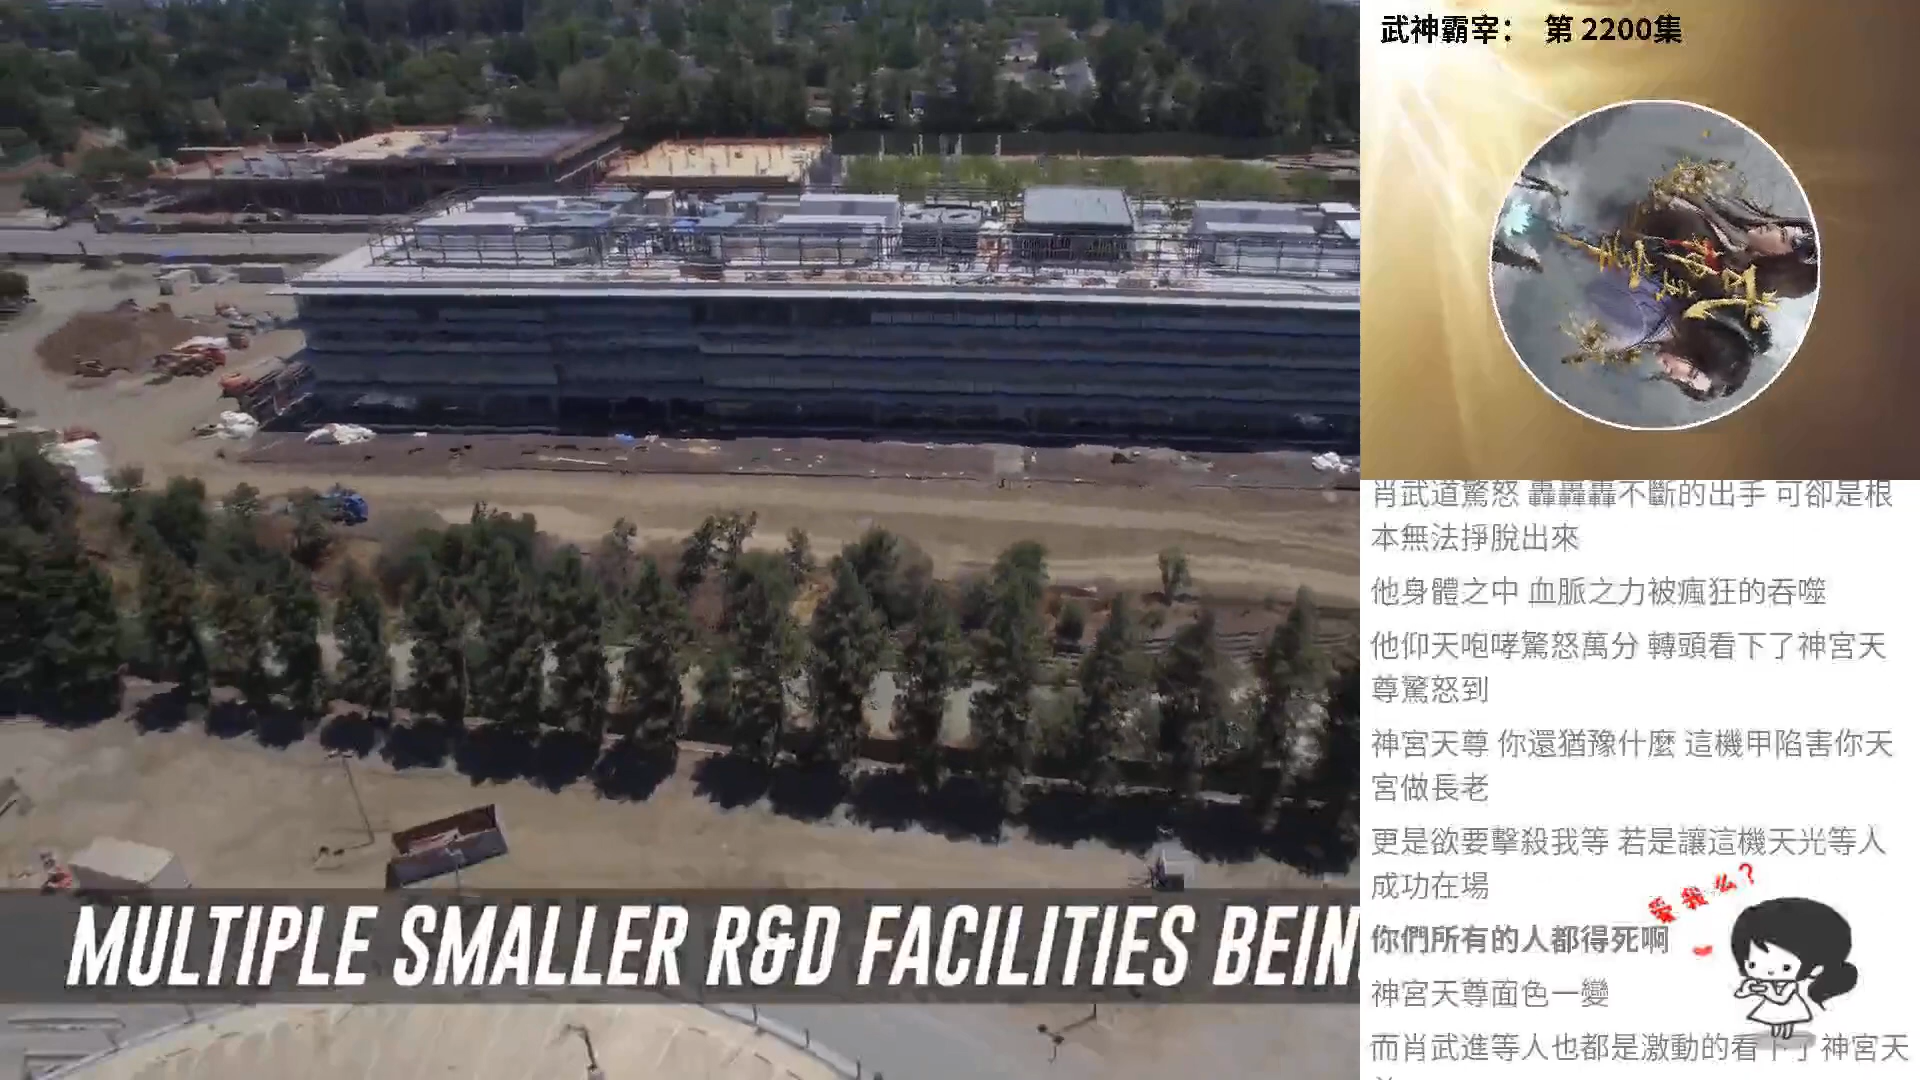 武神霸宰： 第 2200集
肖武道驚怒 轟轟轟不斷的出手 可卻是根
本無法掙脫出來
他身體之中 血脈之力被瘋狂的吞噬
他仰天咆哮驚怒萬分 轉頭看下了神宮天
尊驚怒到
神宮天尊 你還猶豫什麼 這機甲陷害你天
宮做長老
更是欲要擊殺我等 若是讓這機天光等人
成功在場
愛我么？
你們所有的人都得死啊
MULTIPLE SMALLER R&D FACILITIES BEIN
神宮天尊面色一變
而肖武進等人也都是激動的看下了神宮天